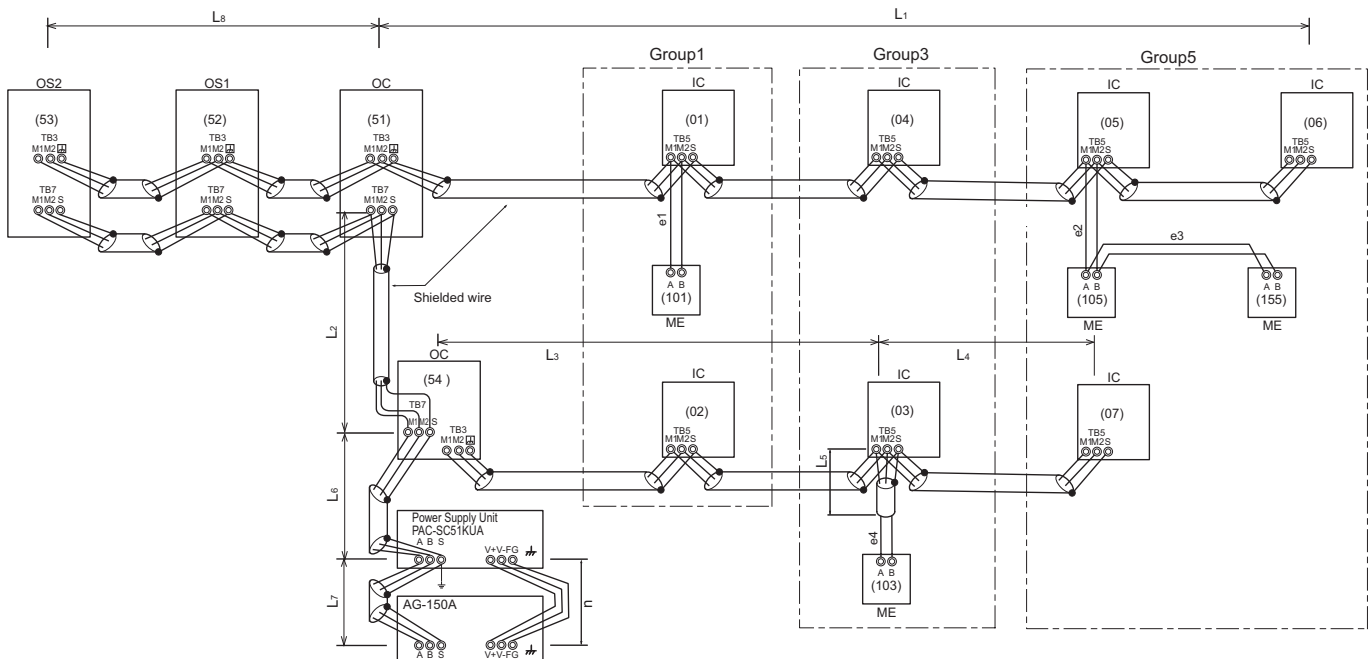 L8
L1
Group1
Group3
Group5
OS2
OS1
OC
IC
IC
IC
IC
(53)
(52)
(51)
(01)
(04)
(05)
(06)
TB3
M1M2
TB3
M1M2
TB3
M1M2
TB5
M1M2S
TB5
M1M2S
TB5
M1M2S
TB5
M1M2S
TB7
M1M2 S
TB7
M1M2 S
TB7
M1M2 S
e1
e2
e3
Shielded wire
A B
(101)
ME
A B
(105)
ME
A B
(155)
ME
L2
L3
L4
OC
IC
IC
IC
(54 )
(02)
(03)
(07)
TB7
M1M2 S
TB3
M1M2
TB5
M1M2S
TB5
M1M2S
TB5
M1M2S
L5
L6
e4
Power Supply Unit
PAC-SC51KUA
A B S
V+V-FG
A B
(103)
ME
L7
n
AG-150A
A B S
V+V-FG